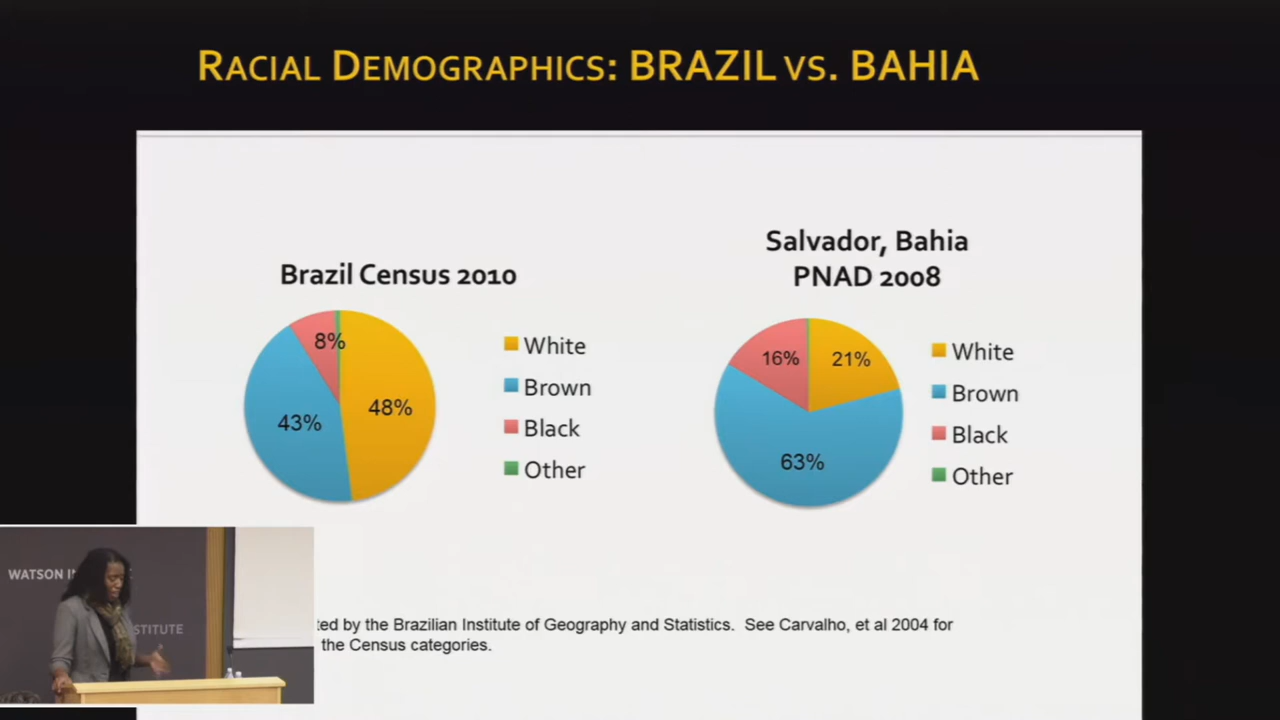 RACIAL DEMOGRAPHICS: BRAZIL VS. BAHIA
Brazil Census 2010
8%
48%
43%
White
Brown
Black
Other
Salvador, Bahia
PNAD 2008
16%
21%
63%
White
Brown
Black
Other
by the Brazilian Institute of Geography and Statistics. See Carvalho, et al 2004 for
the Census categories.
WATSON